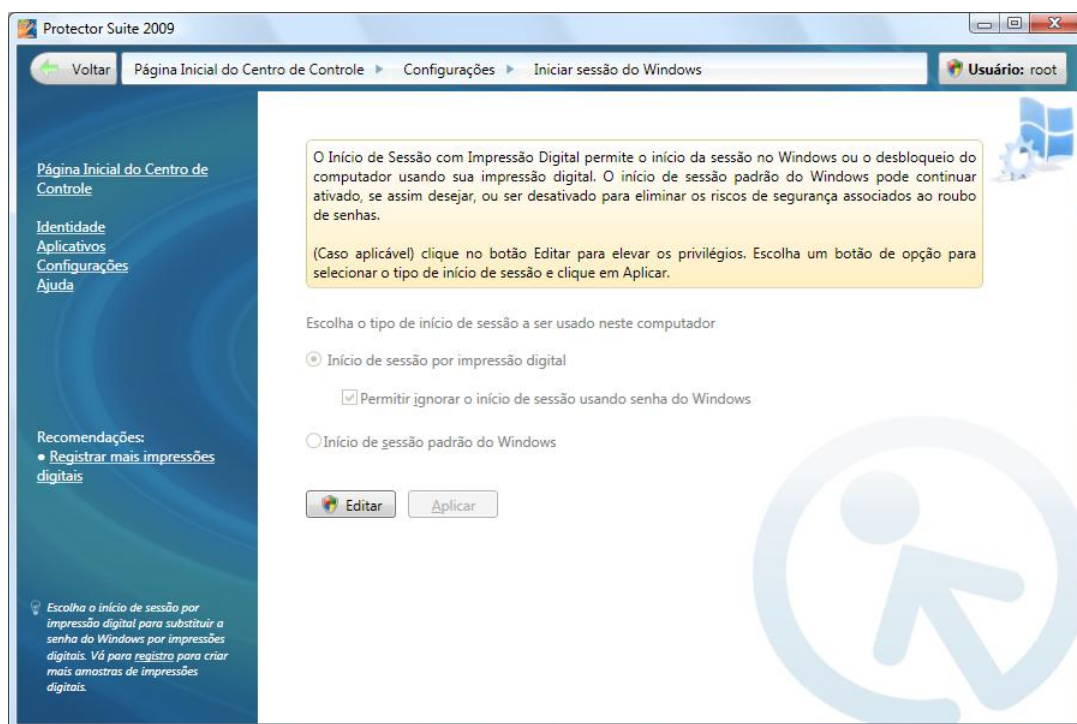 Protector Suite 2009
Voltar
Página Inicial do Centro de Controle
Configurações
Iniciar sessão do Windows
Usuário: root
Página Inicial do Centro de
Controle
Identidade
Aplicativos
Configurações
Ajuda
Recomendações:
● Registrar mais impressões
digitais
Escolha o início de sessão por
impressão digital para substituir a
senha do Windows por impressões
digitais. Vá para registro para criar
mais amostras de impressões
digitais.
O Início de Sessão com Impressão Digital permite o início da sessão no Windows ou o desbloqueio do
computador usando sua impressão digital. O início de sessão padrão do Windows pode continuar
ativado, se assim desejar, ou ser desativado para eliminar os riscos de segurança associados ao roubo
de senhas.
(Caso aplicável) clique no botão Editar para elevar os privilégios. Escolha um botão de opção para
selecionar o tipo de início de sessão e clique em Aplicar.
Escolha o tipo de início de sessão a ser usado neste computador
Início de sessão por impressão digital
Permitir ignorar o início de sessão usando senha do Windows
Início de sessão padrão do Windows
Editar
Aplicar